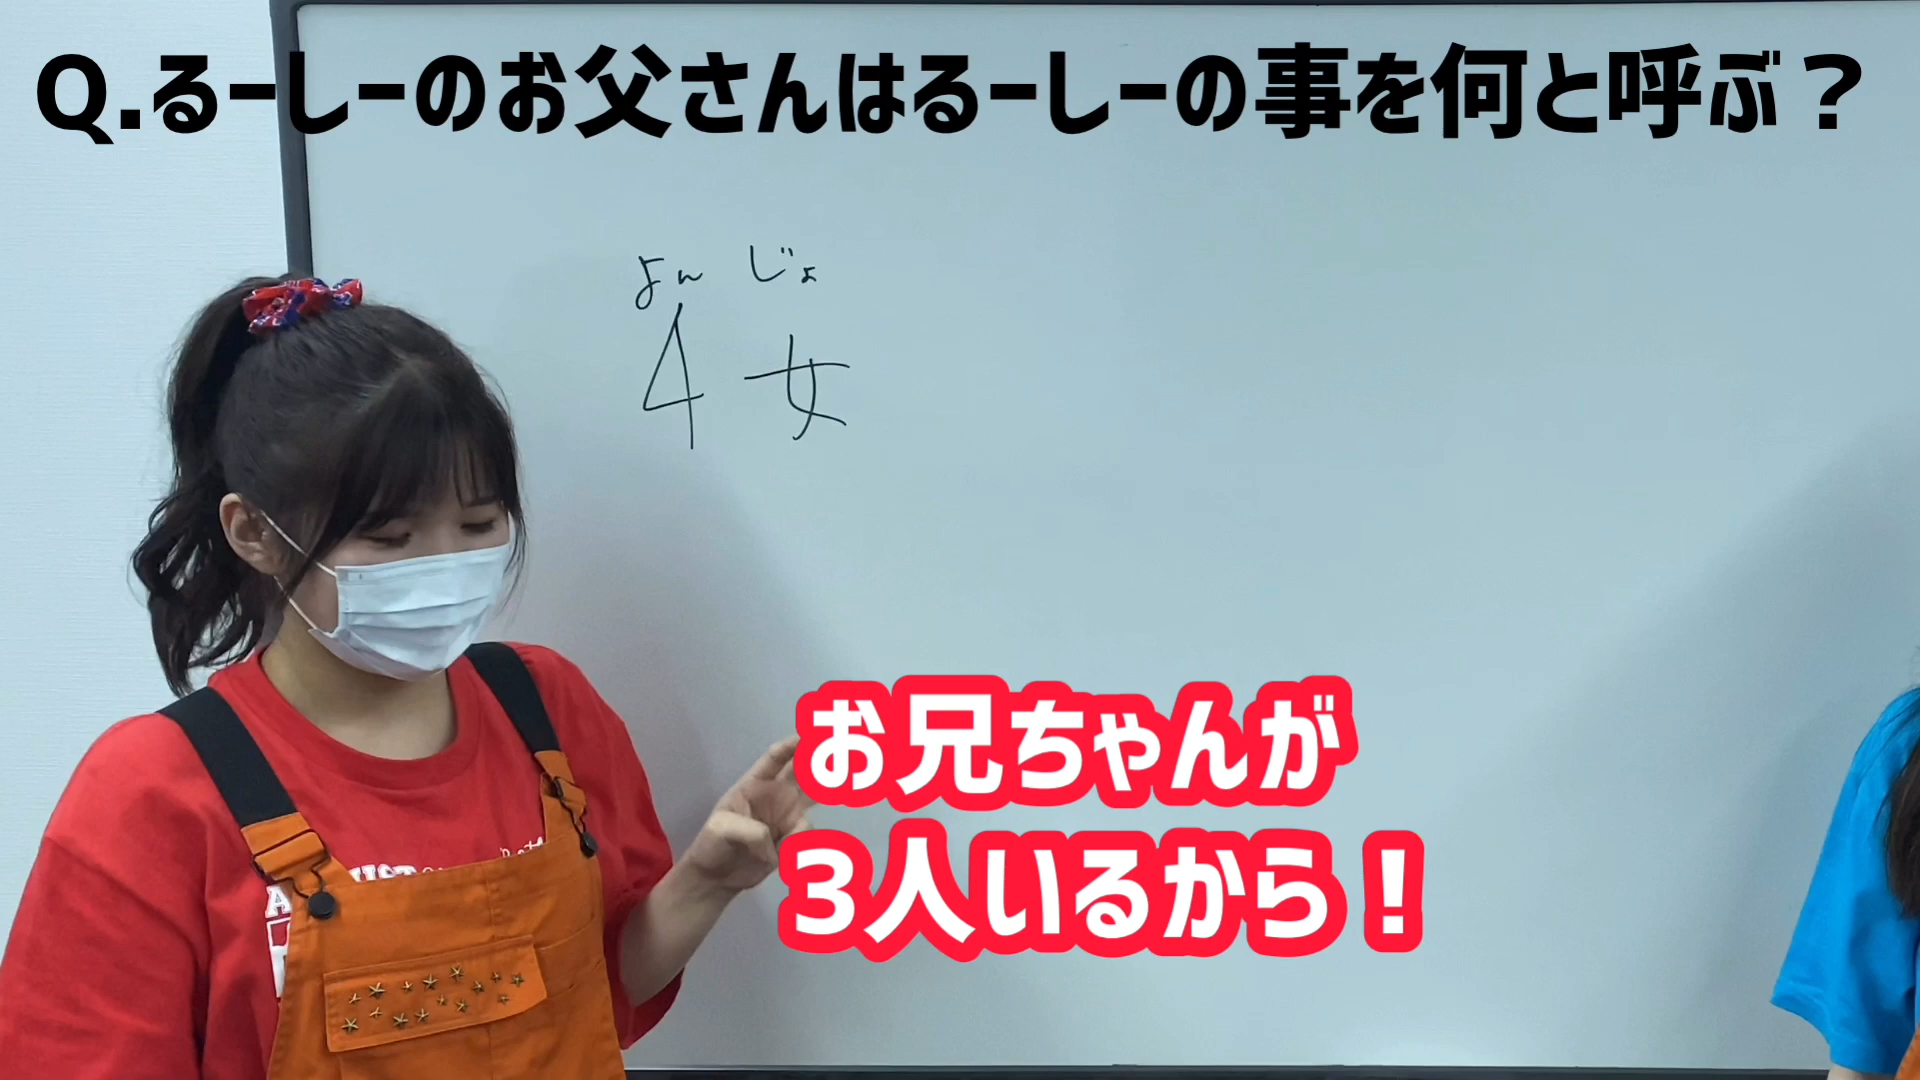 Q.るーしーのお父さんはるーしーの事を何と呼ぶ？
よん じょ
4 女
お兄ちゃんが
3人いるから！